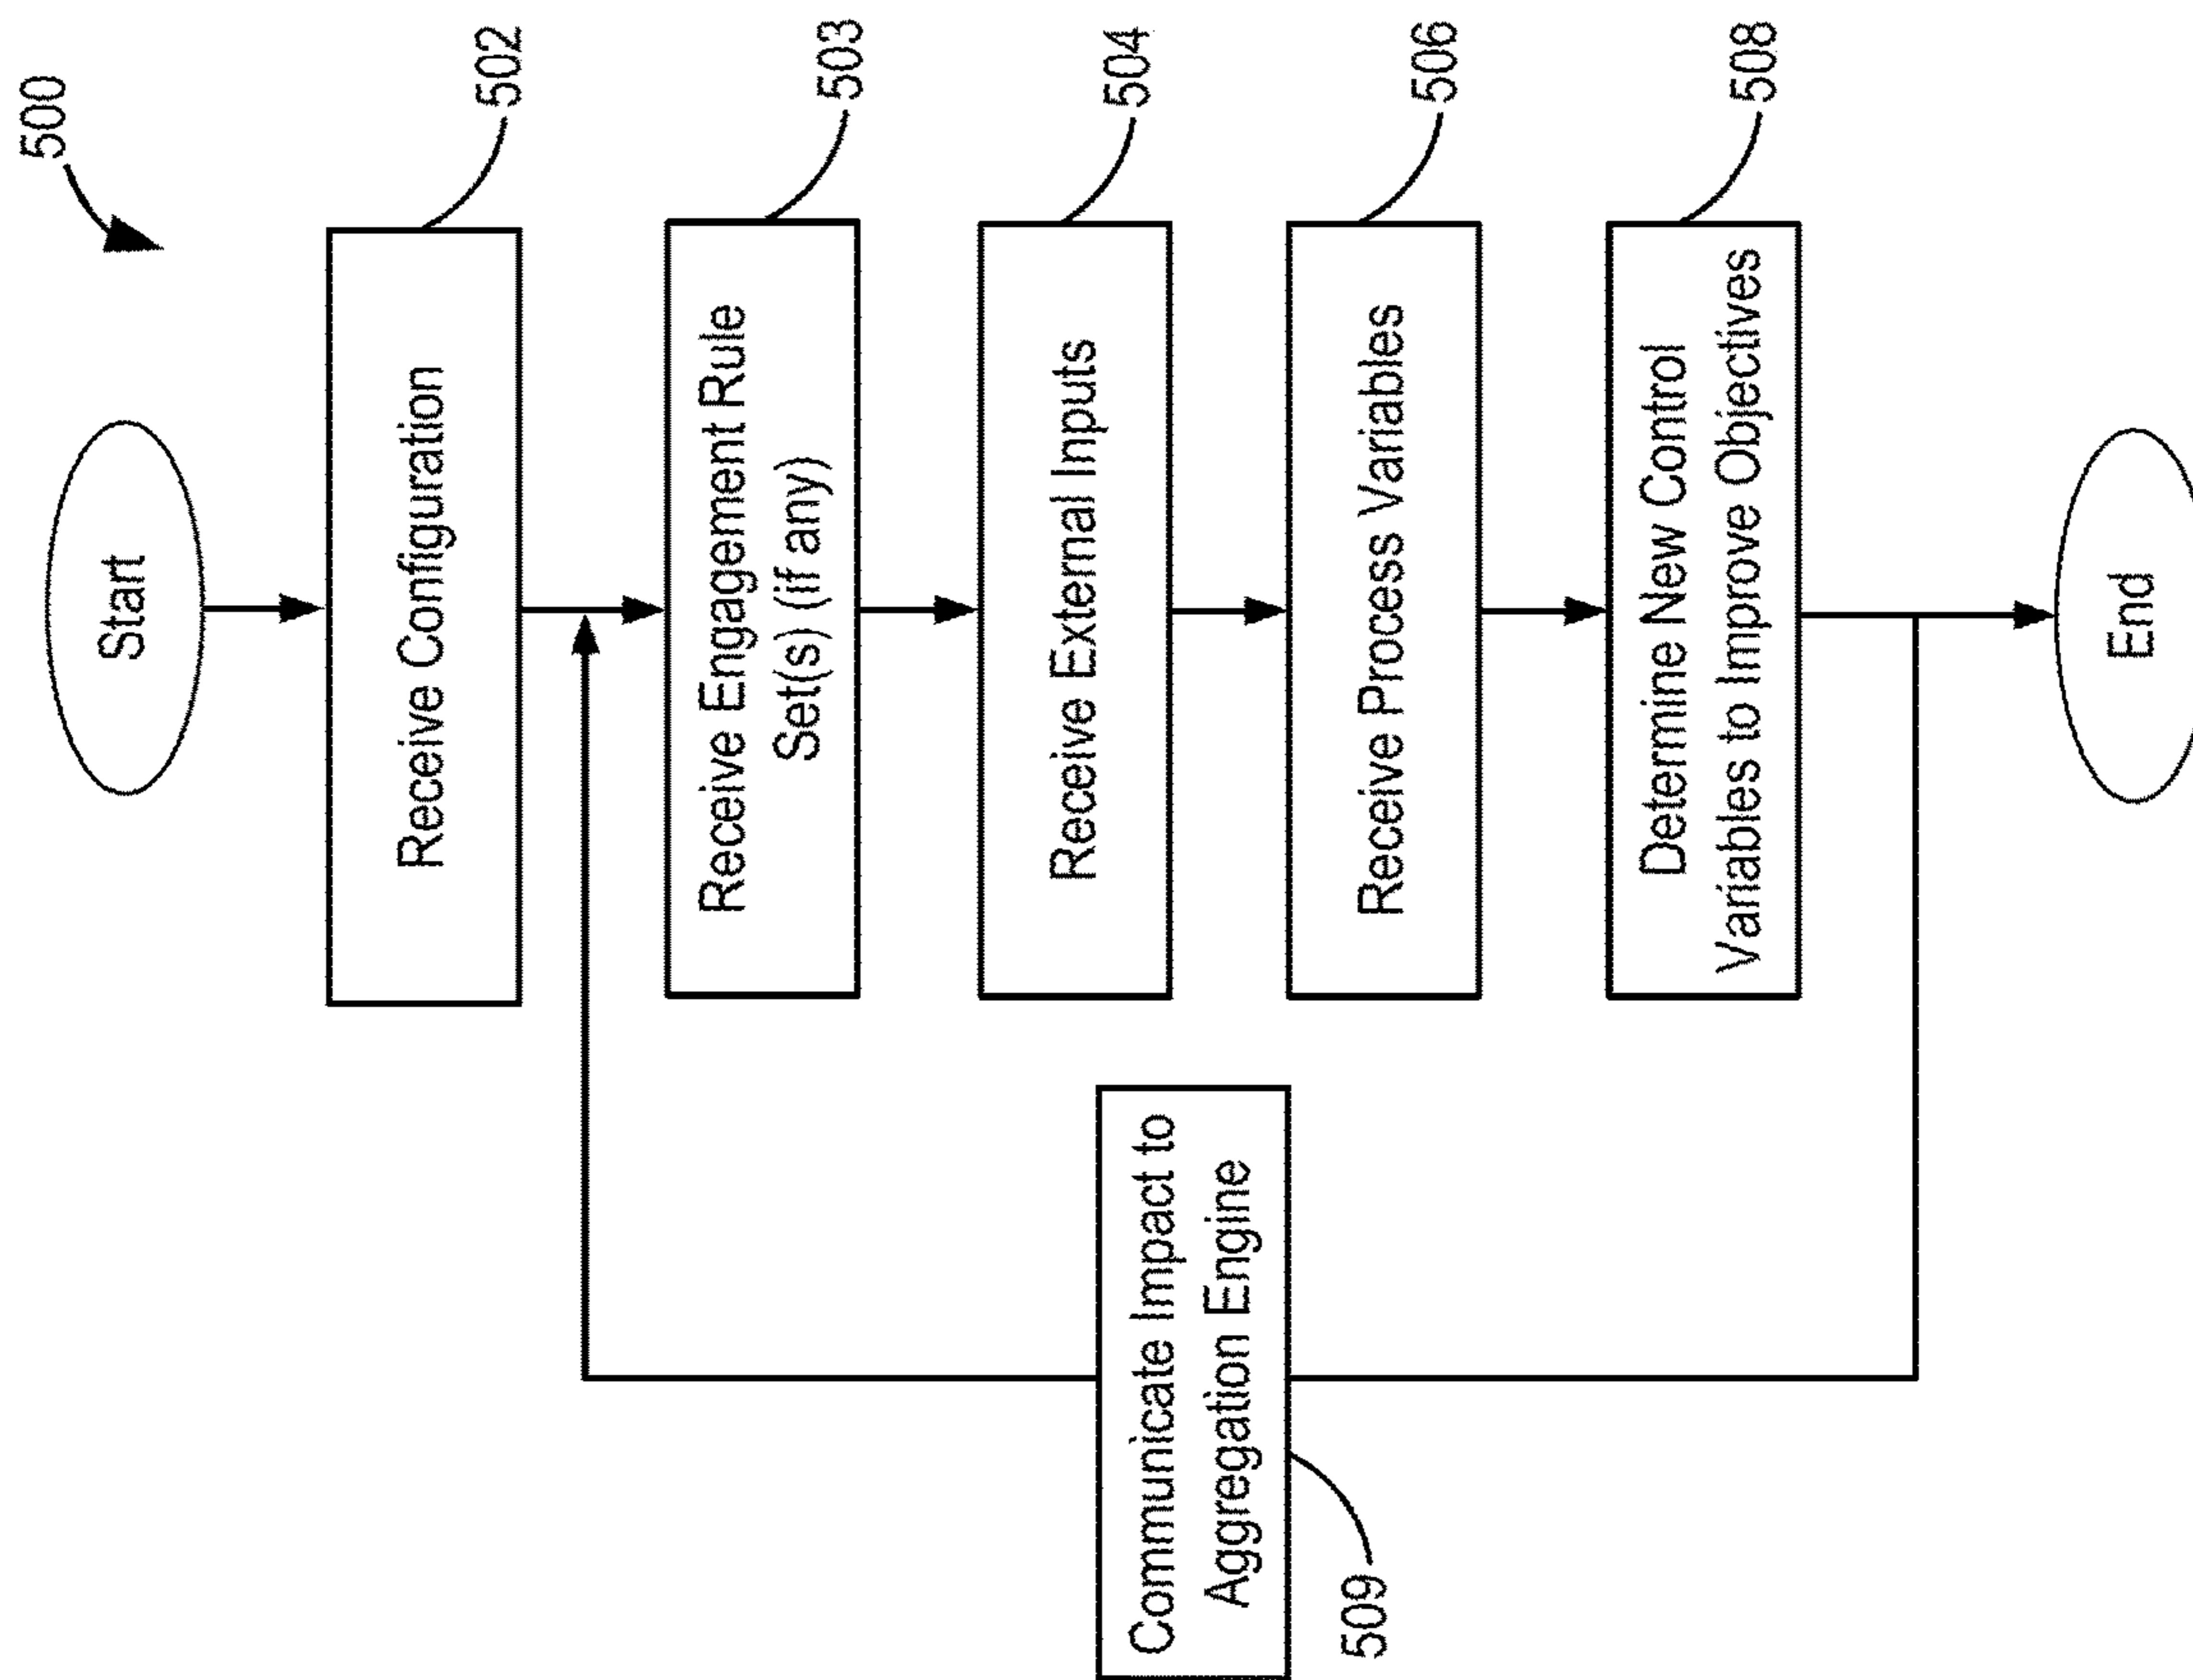 500
Start
Receive Configuration
502
Receive Engagement Rule
Set(s) (if any)
503
Receive External Inputs
504
Receive Process Variables
506
Determine New Control
Variables to Improve Objectives
508
Communicate Impact to
Aggregation Engine
509
End